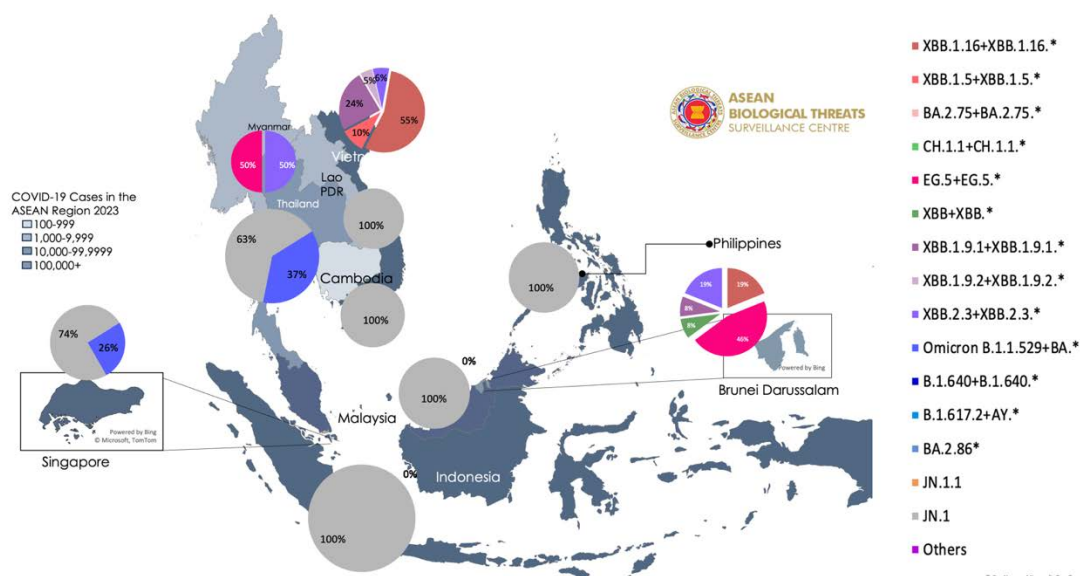 ASEAN
BIOLOGICAL THREATS
SURVEILLANCE CENTRE
6%
5%
24%
55%
10%
Myanmar
50%
50%
Lao
PDR
Thailand
COVID-19 Cases in the
ASEAN Region 2023
100-999
1,000-9,999
10,000-99,9999
100,000+
100%
63%
37%
Cambodia
100%
Philippines
100%
19%
19%
8%
8%
46%
Powered by Bing
Brunei Darussalam
74%
26%
0%
100%
Malaysia
Powered by Bing
© Microsoft, TomTom
Singapore
0%
Indonesia
100%
XBB.1.16+XBB.1.16.*
XBB.1.5+XBB.1.5.*
BA.2.75+BA.2.75.*
CH.1.1+CH.1.1.*
EG.5+EG.5.*
XBB+XBB.*
XBB.1.9.1+XBB.1.9.1.*
XBB.1.9.2+XBB.1.9.2.*
XBB.2.3+XBB.2.3.*
Omicron B.1.1.529+BA.*
B.1.640+B.1.640.*
B.1.617.2+AY.*
BA.2.86*
JN.1.1
JN.1
Others